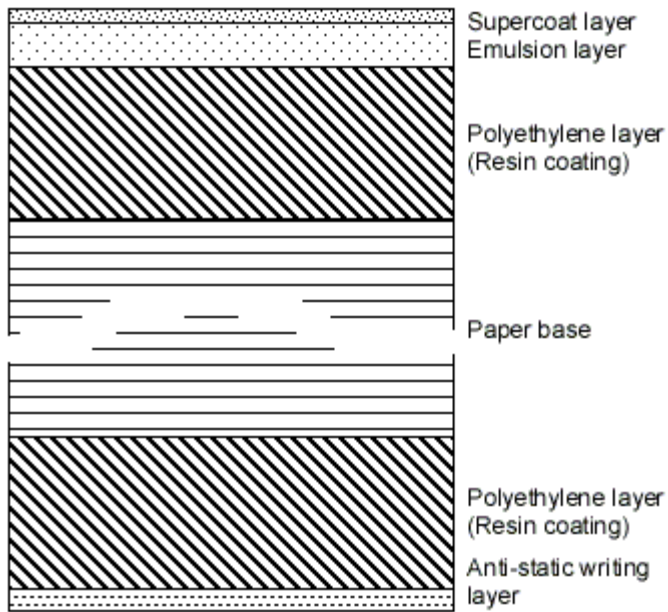 Supercoat layer
Emulsion layer
Polyethylene layer
(Resin coating)
Paper base
Polyethylene layer
(Resin coating)
Anti-static writing
layer